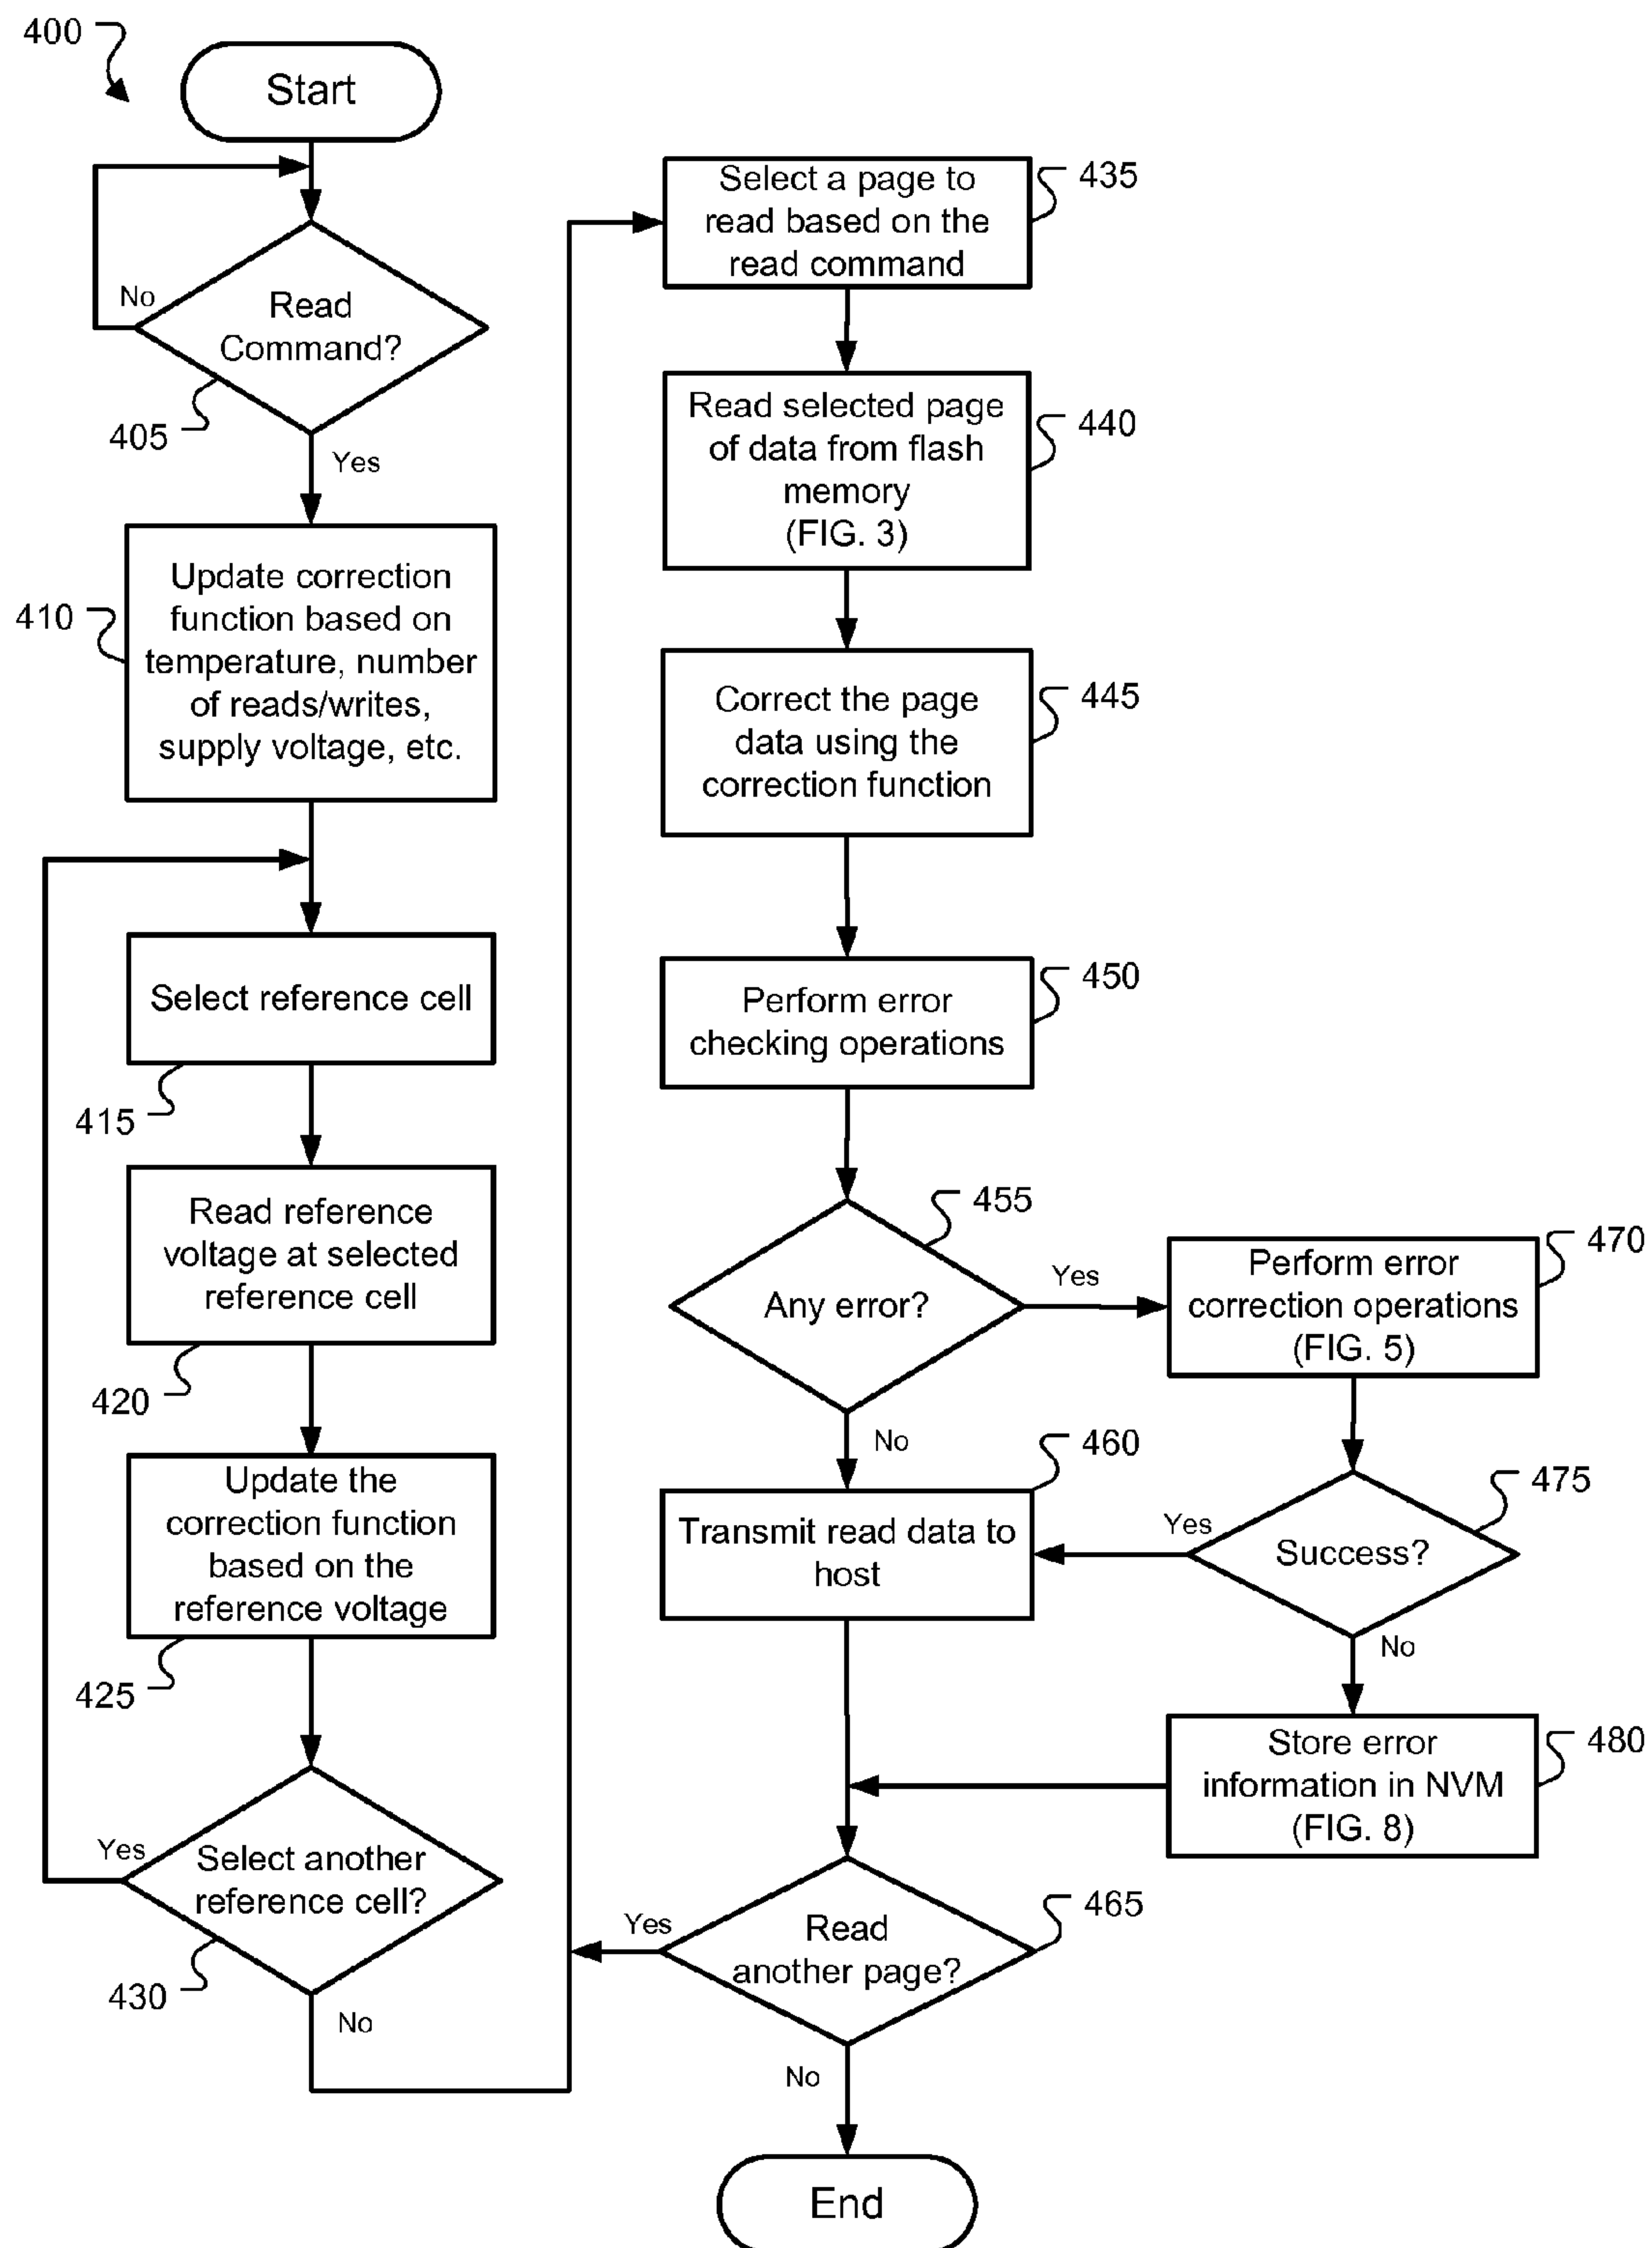 400
Start
Read
Command?
No
405
Yes
Update correction
function based on
temperature, number
of reads/writes,
supply voltage, etc.
410
Select reference cell
415
Read reference
voltage at selected
reference cell
420
Update the
correction function
based on the
reference voltage
425
Select another
reference cell?
Yes
430
No
Select a page to
read based on the
read command
435
Read selected page
of data from flash
memory
(FIG. 3)
440
Correct the page
data using the
correction function
445
Perform error
checking operations
450
Any error?
455
Yes
No
Transmit read data to
host
460
Perform error
correction operations
(FIG. 5)
470
Success?
475
Yes
No
Store error
information in NVM
(FIG. 8)
480
Read
another page?
465
Yes
No
End